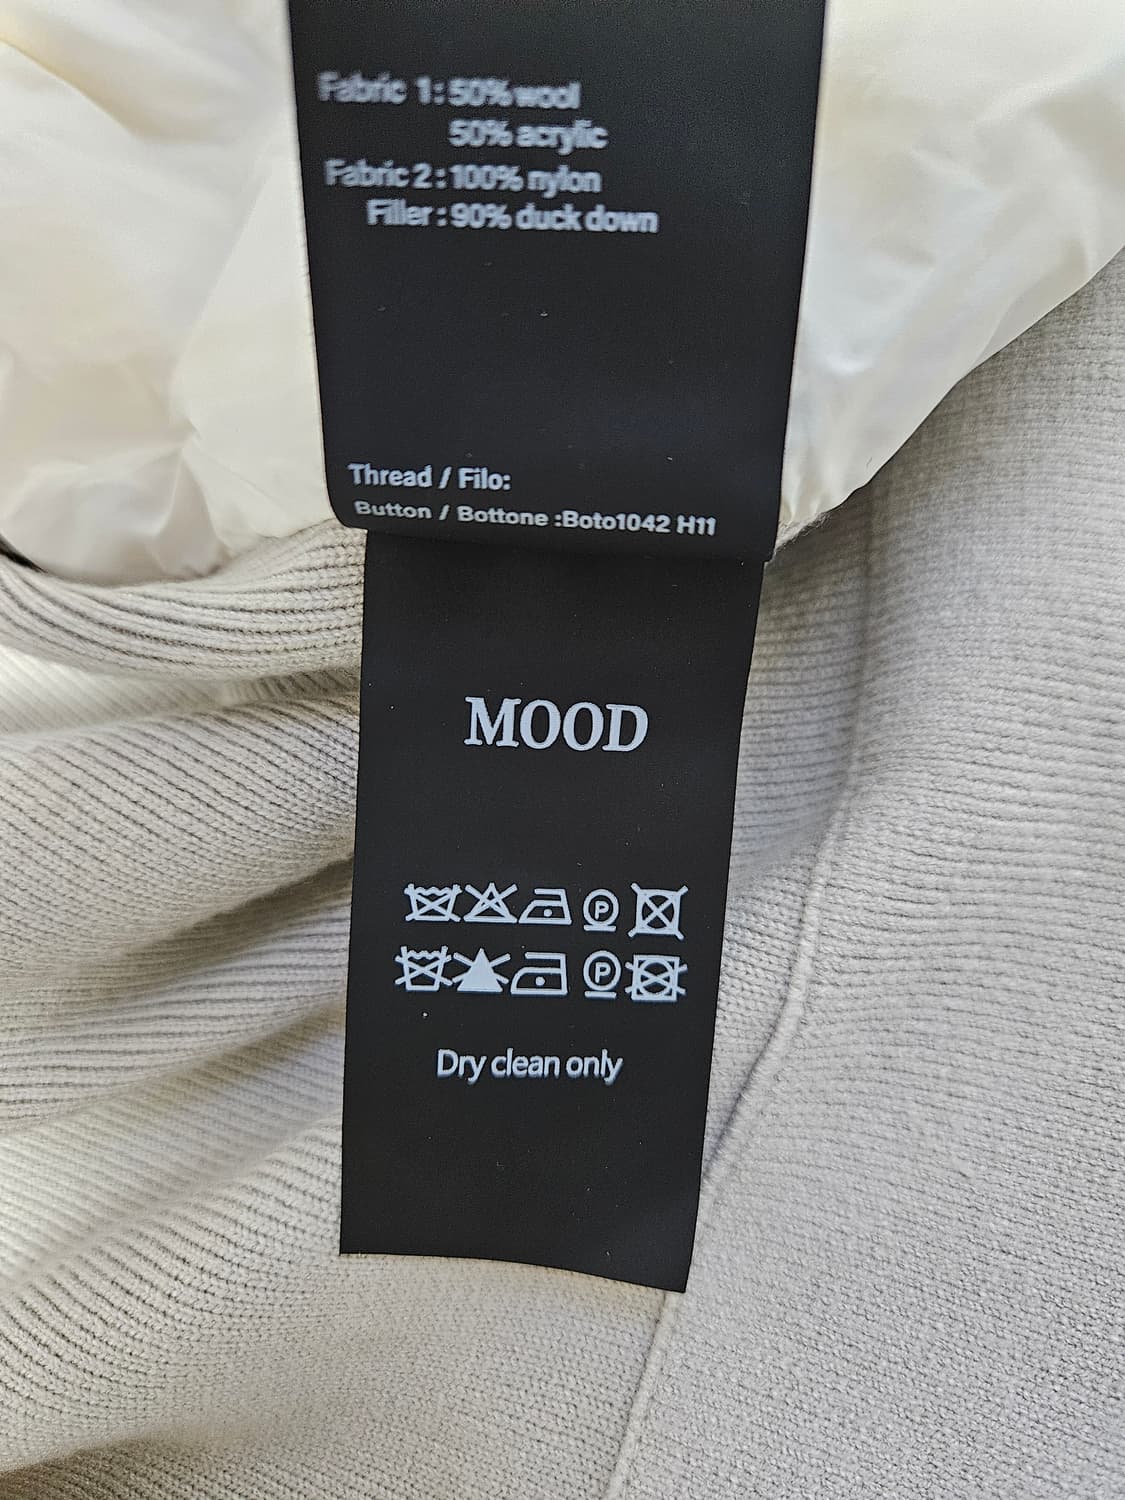 Fabric 1: 50% wool
50% acrylic
Fabric 2: 100% nylon
Filler: 90% duck down
Thread / Filo:
Button / Bottone :Boto1042 H11
MOOD
P
P
Dry clean only